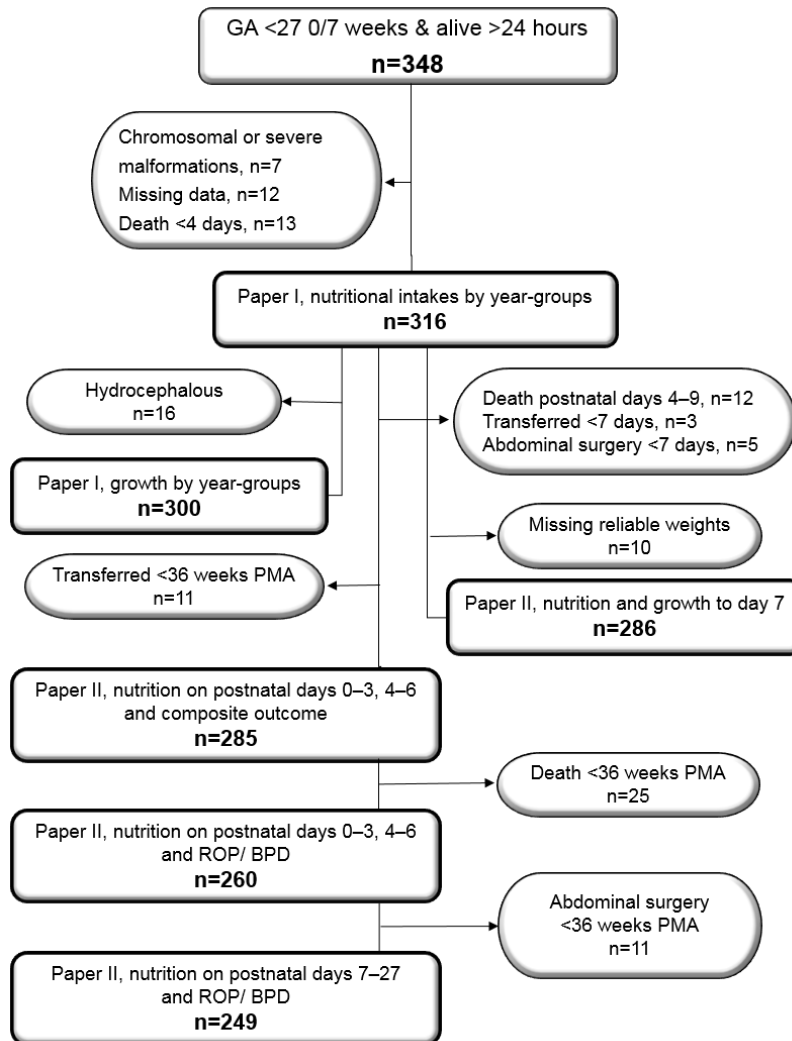 GA <27 0/7 weeks & alive >24 hours
n=348
Chromosomal or severe
malformations, n=7
Missing data, n=12
Death <4 days, n=13
Paper I, nutritional intakes by year-groups
n=316
Hydrocephalous
n=16
Death postnatal days 4–9, n=12
Transferred <7 days, n=3
Abdominal surgery <7 days, n=5
Paper I, growth by year-groups
n=300
Missing reliable weights
n=10
Transferred <36 weeks PMA
n=11
Paper II, nutrition and growth to day 7
n=286
Paper II, nutrition on postnatal days 0–3, 4–6
and composite outcome
n=285
Death <36 weeks PMA
n=25
Paper II, nutrition on postnatal days 0–3, 4–6
and ROP/ BPD
n=260
Abdominal surgery
<36 weeks PMA
n=11
Paper II, nutrition on postnatal days 7–27
and ROP/ BPD
n=249